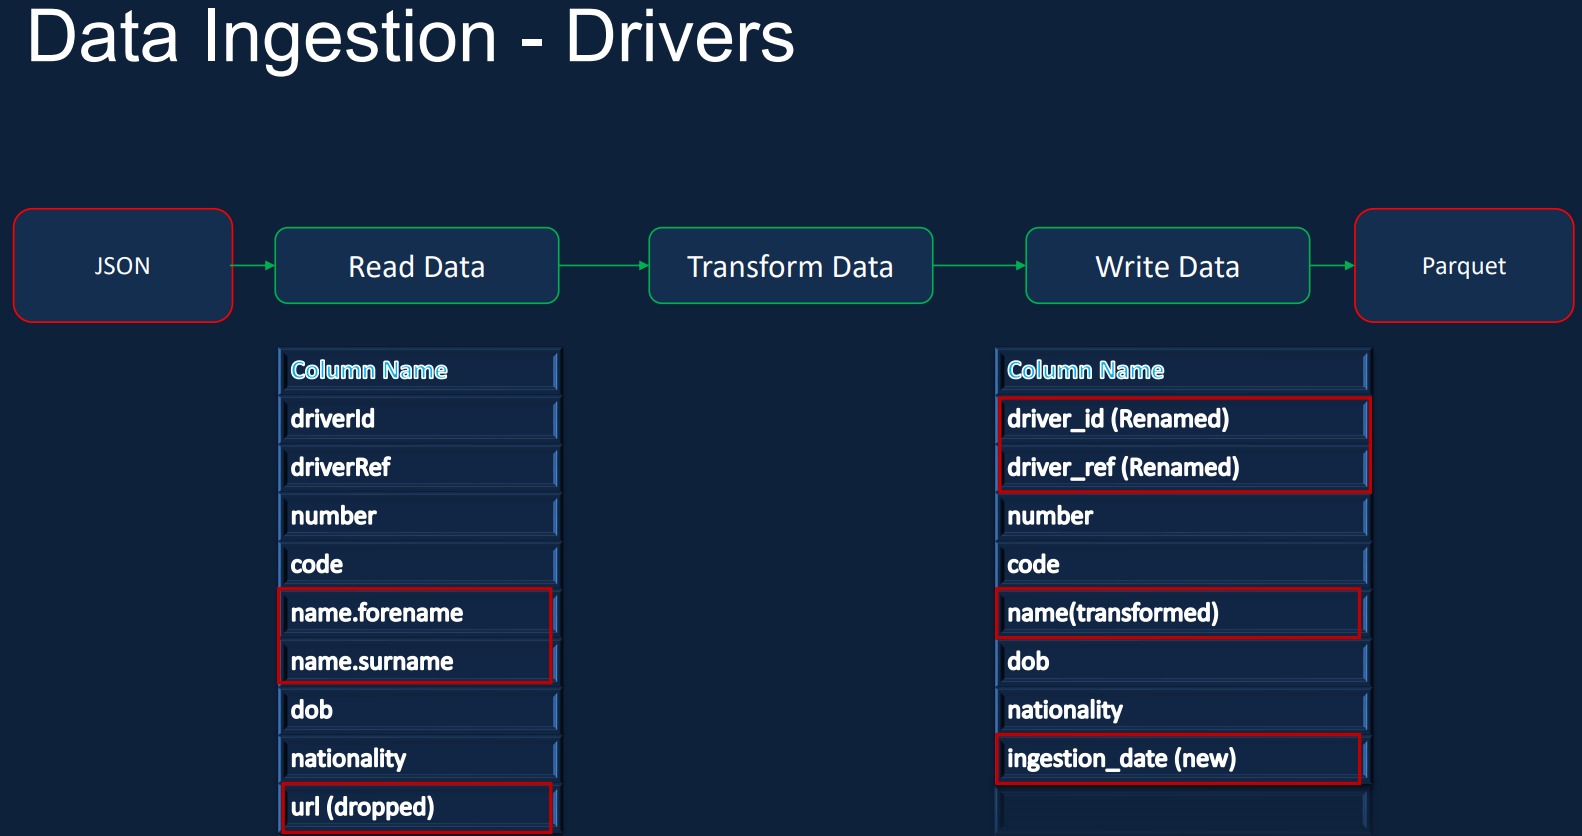 Data Ingestion - Drivers
JSON
Read Data
Transform Data
Write Data
Parquet
Column Name
driverId
driverRef
number
code
name.forename
name.surname
dob
nationality
url (dropped)
Column Name
driver_id (Renamed)
driver_ref (Renamed)
number
code
name(transformed)
dob
nationality
ingestion_date (new)